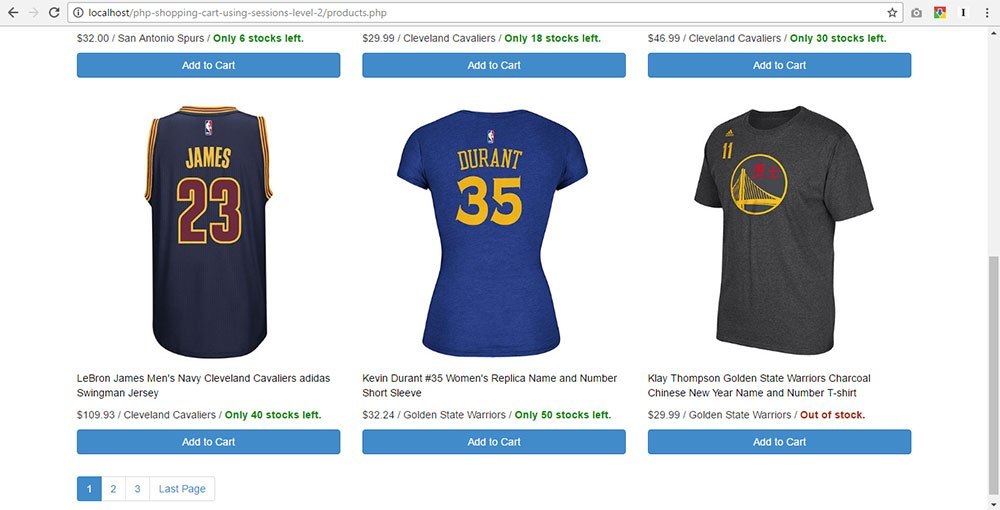 localhost/php-shopping-cart-using-sessions-level-2/products.php
$32.00 / San Antonio Spurs / Only 6 stocks left.
$29.99 / Cleveland Cavaliers / Only 18 stocks left.
$46.99 / Cleveland Cavaliers / Only 30 stocks left.
Add to Cart
Add to Cart
Add to Cart
JAMES
23
DURANT
35
11
LeBron James Men's Navy Cleveland Cavaliers adidas
Swingman Jersey
$109.93 / Cleveland Cavaliers / Only 40 stocks left.
Add to Cart
Kevin Durant #35 Women's Replica Name and Number
Short Sleeve
$32.24 / Golden State Warriors / Only 50 stocks left.
Add to Cart
Klay Thompson Golden State Warriors Charcoal
Chinese New Year Name and Number T-shirt
$29.99 / Golden State Warriors / Out of stock.
Add to Cart
1 2 3 Last Page